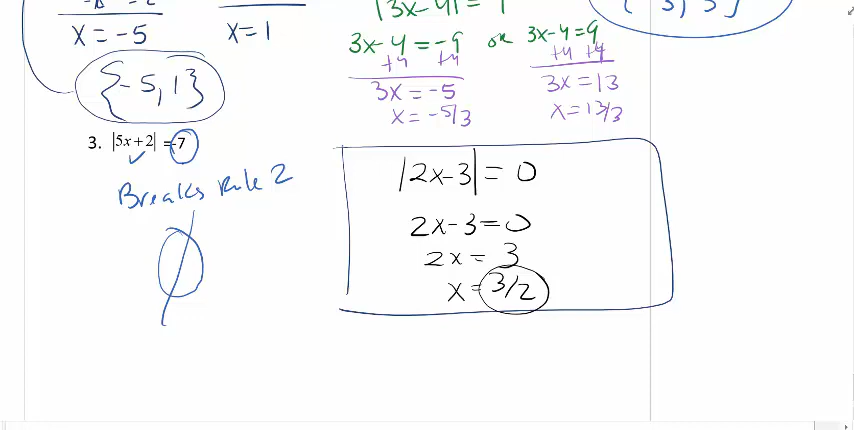 x = -5
x = 1
{-5, 1}
3x-4 = -9 or 3x-4 = 9
+4 +4 +4 +4
3x = -5 3x = 13
x = -5/3 x = 13/3
3. |5x + 2| = -7
Breaks Rule 2
∅
|2x-3| = 0
2x-3 = 0
2x = 3
x = 3/2